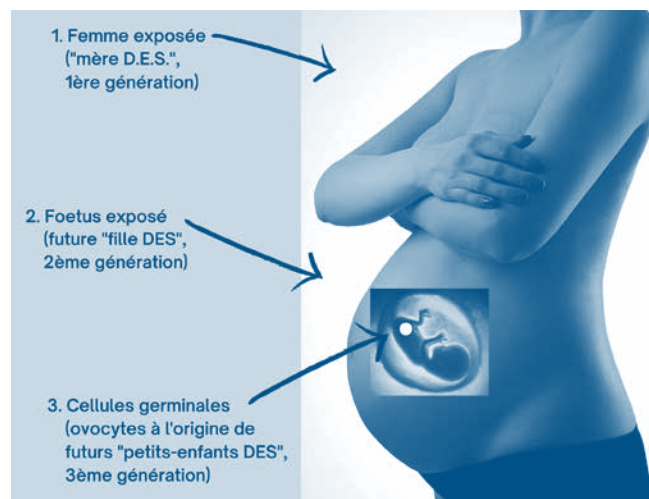 1. Femme exposée
("mère D.E.S.",
1ère génération)
2. Foetus exposé
(future "fille DES",
2ème génération)
3. Cellules germinales
(ovocytes à l'origine de
futurs "petits-enfants DES",
3ème génération)